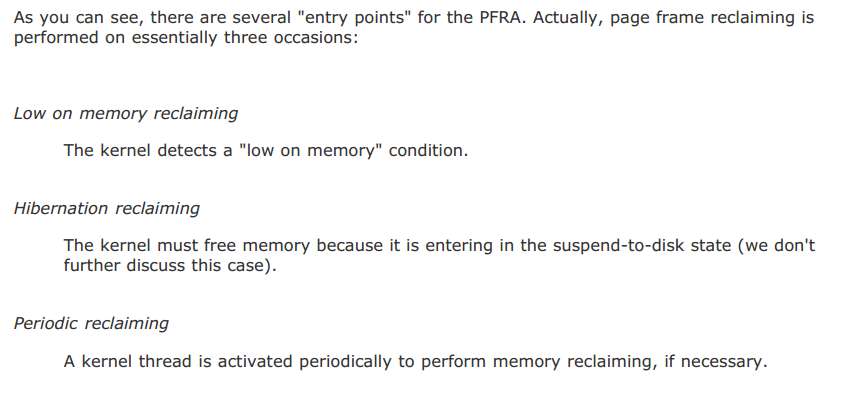 As you can see, there are several "entry points" for the PFRA. Actually, page frame reclaiming is
performed on essentially three occasions:
Low on memory reclaiming
The kernel detects a "low on memory" condition.
Hibernation reclaiming
The kernel must free memory because it is entering in the suspend-to-disk state (we don't
further discuss this case).
Periodic reclaiming
A kernel thread is activated periodically to perform memory reclaiming, if necessary.